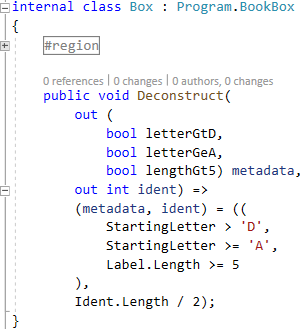 internal class Box : Program.BookBox
{
#region
0 references | 0 changes | 0 authors, 0 changes
public void Deconstruct(
out (
bool letterGtD,
bool letterGeA,
bool lengthGt5) metadata,
out int ident) =>
(metadata, ident) = ((
StartingLetter > 'D',
StartingLetter >= 'A',
Label.Length >= 5
),
Ident.Length / 2);
}